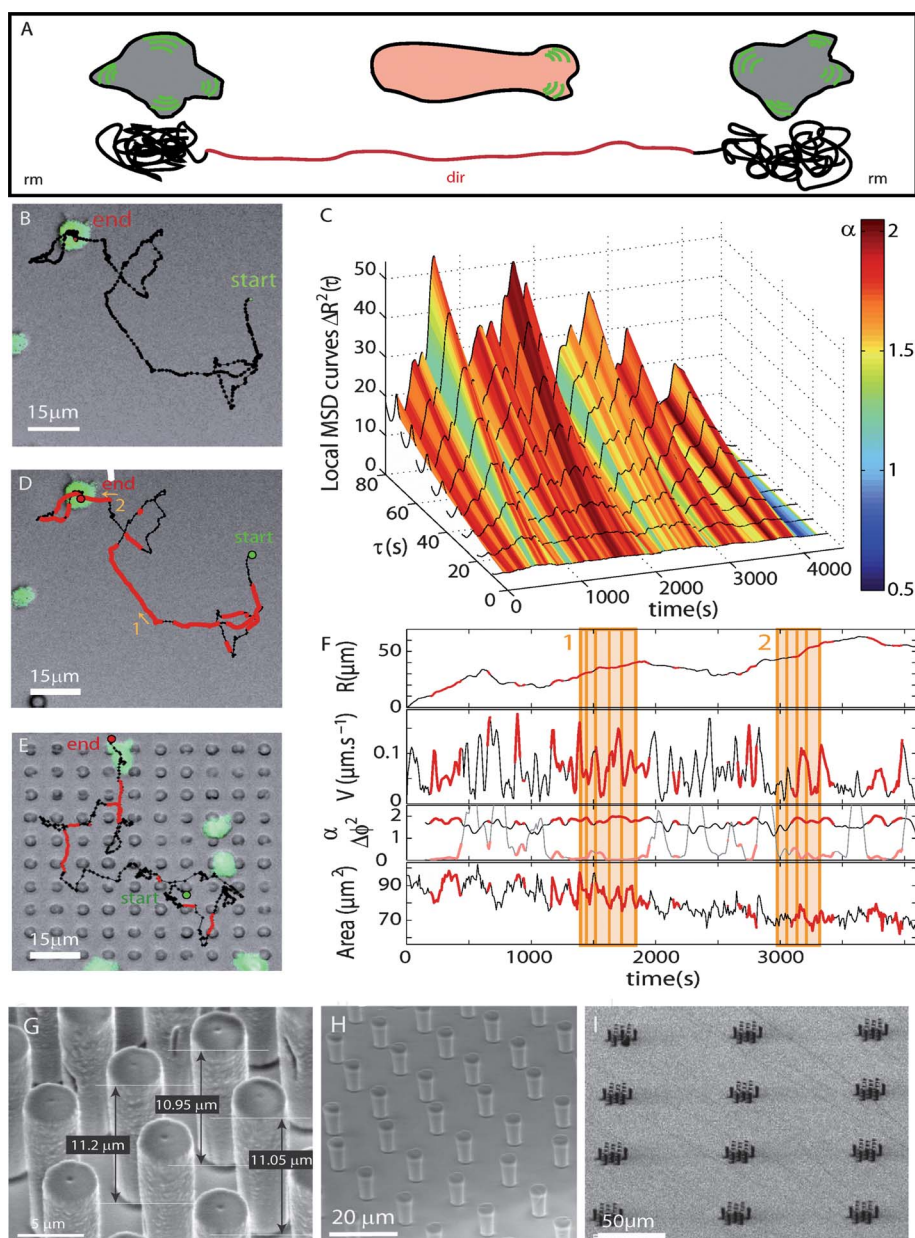 A
rm
dir
rm
B
end
start
15μm
C
Local MSD curves ΔR²(τ)
50
40
30
20
10
0
80
60
40
20
0
τ(s)
0
1000
2000
3000
4000
time(s)
α
2
1.5
1
0.5
D
end
2
start
1
15μm
E
end
start
15μm
F
1
2
R(μm)
50
0
V(μm.s⁻¹)
0.1
0
α
Δϕ²
2
1
0
Area (μm²)
90
70
0
1000
2000
3000
time(s)
G
10.95 μm
11.2 μm
11.05 μm
5 μm
H
20 μm
I
50μm